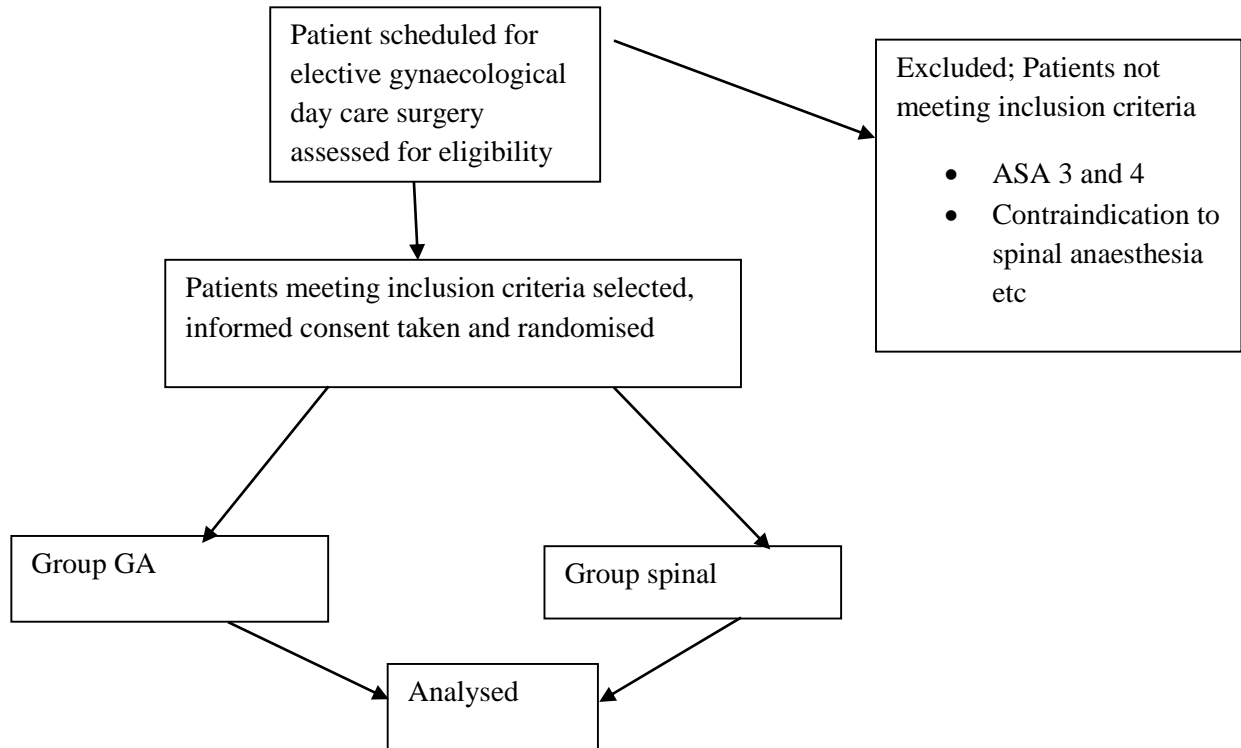 Patient scheduled for
elective gynaecological
day care surgery
assessed for eligibility
Excluded; Patients not
meeting inclusion criteria
• ASA 3 and 4
• Contraindication to
spinal anaesthesia
etc
Patients meeting inclusion criteria selected,
informed consent taken and randomised
Group GA
Group spinal
Analysed